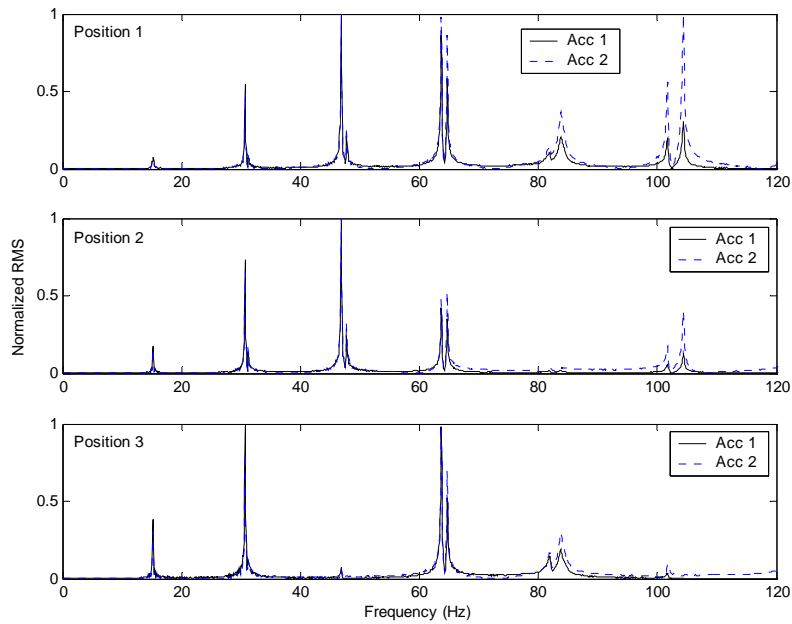 Position 1
Acc 1
Acc 2
1
0.5
0
0 20 40 60 80 100 120
Position 2
Acc 1
Acc 2
1
0.5
0
0 20 40 60 80 100 120
Normalized RMS
Position 3
Acc 1
Acc 2
1
0.5
0
0 20 40 60 80 100 120
Frequency (Hz)